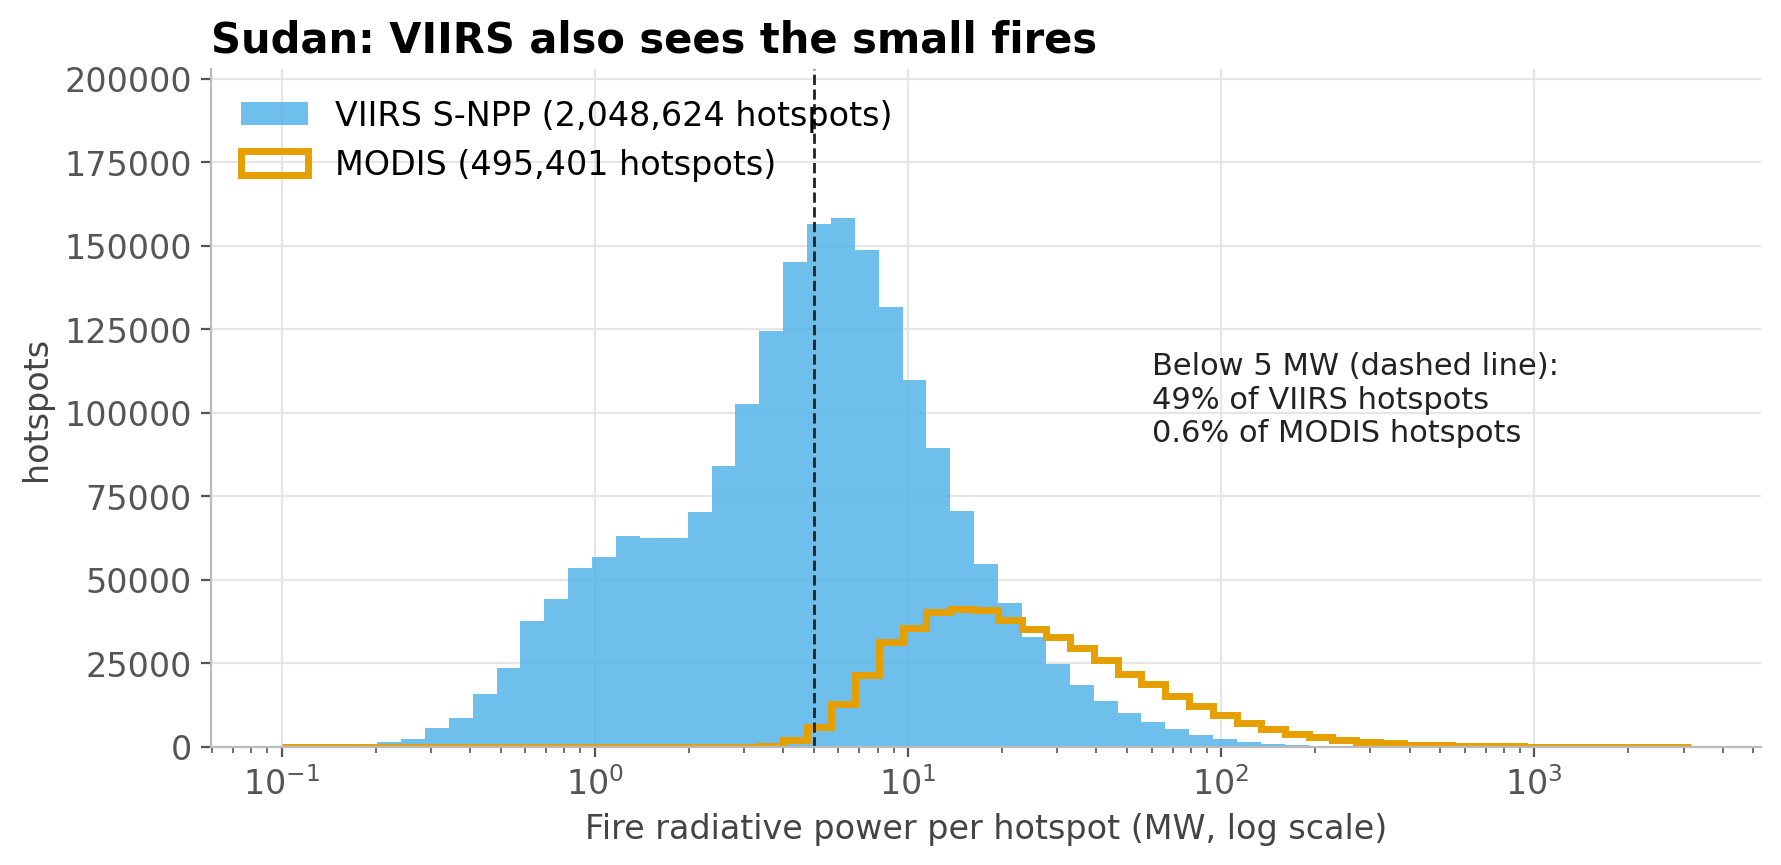 Sudan: VIIRS also sees the small fires
VIIRS S-NPP (2,048,624 hotspots)
MODIS (495,401 hotspots)
200000
175000
150000
125000
100000
75000
50000
25000
0
hotspots
Below 5 MW (dashed line):
49% of VIIRS hotspots
0.6% of MODIS hotspots
10⁻¹ 10⁰ 10¹ 10² 10³
Fire radiative power per hotspot (MW, log scale)